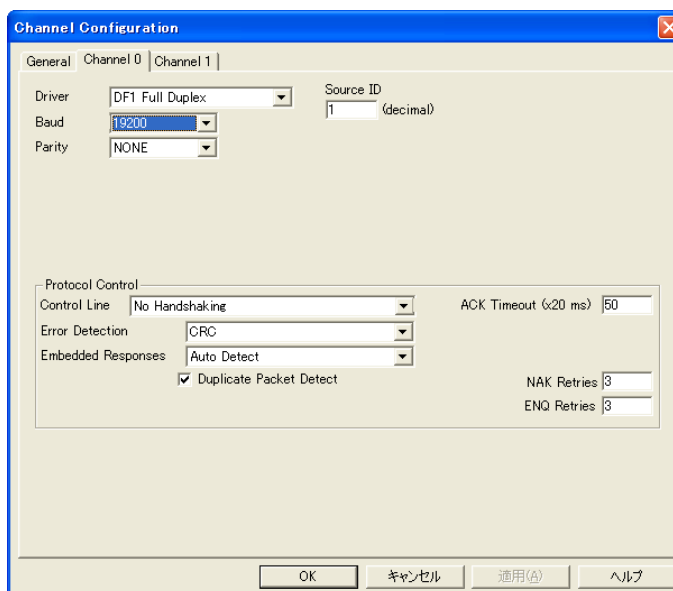 Channel Configuration
General Channel 0 Channel 1
Driver DF1 Full Duplex Source ID
1 (decimal)
Baud 19200
Parity NONE
Protocol Control
Control Line No Handshaking ACK Timeout (x20 ms) 50
Error Detection CRC
Embedded Responses Auto Detect
Duplicate Packet Detect NAK Retries 3
ENQ Retries 3
OK キャンセル 適用(A) ヘルプ